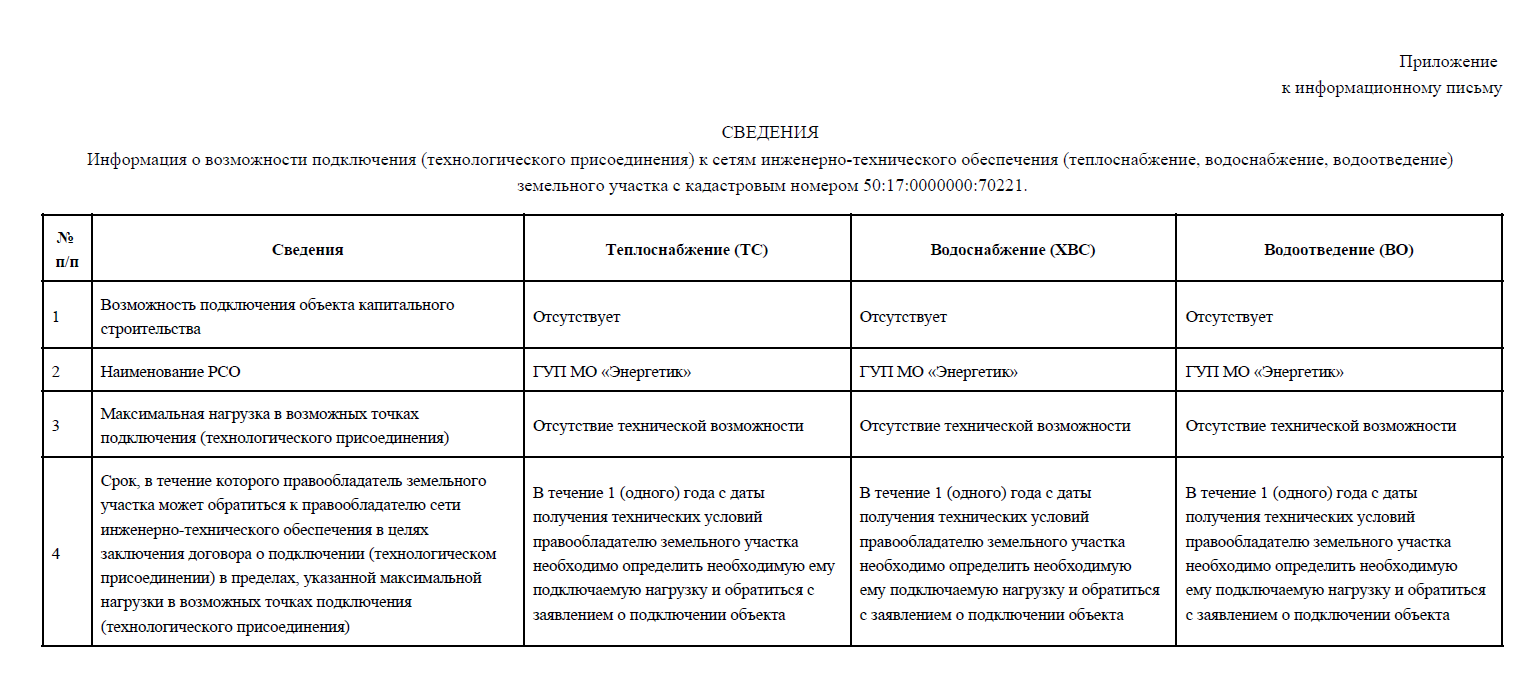 Приложение
к информационному письму
СВЕДЕНИЯ
Информация о возможности подключения (технологического присоединения) к сетям инженерно-технического обеспечения (теплоснабжение, водоснабжение, водоотведение)
земельного участка с кадастровым номером 50:17:0000000:70221.
№
п/п
Сведения
Теплоснабжение (ТС)
Водоснабжение (ХВС)
Водоотведение (ВО)
1
Возможность подключения объекта капитального
строительства
Отсутствует
Отсутствует
Отсутствует
2
Наименование РСО
ГУП МО «Энергетик»
ГУП МО «Энергетик»
ГУП МО «Энергетик»
3
Максимальная нагрузка в возможных точках
подключения (технологического присоединения)
Отсутствие технической возможности
Отсутствие технической возможности
Отсутствие технической возможности
4
Срок, в течение которого правообладатель земельного
участка может обратиться к правообладателю сети
инженерно-технического обеспечения в целях
заключения договора о подключении (технологическом
присоединении) в пределах, указанной максимальной
нагрузки в возможных точках подключения
(технологического присоединения)
В течение 1 (одного) года с даты
получения технических условий
правообладателю земельного участка
необходимо определить необходимую ему
подключаемую нагрузку и обратиться с
заявлением о подключении объекта
В течение 1 (одного) года с даты
получения технических условий
правообладателю земельного участка
необходимо определить необходимую
ему подключаемую нагрузку и обратиться
с заявлением о подключении объекта
В течение 1 (одного) года с даты
получения технических условий
правообладателю земельного участка
необходимо определить необходимую
ему подключаемую нагрузку и обратиться
с заявлением о подключении объекта